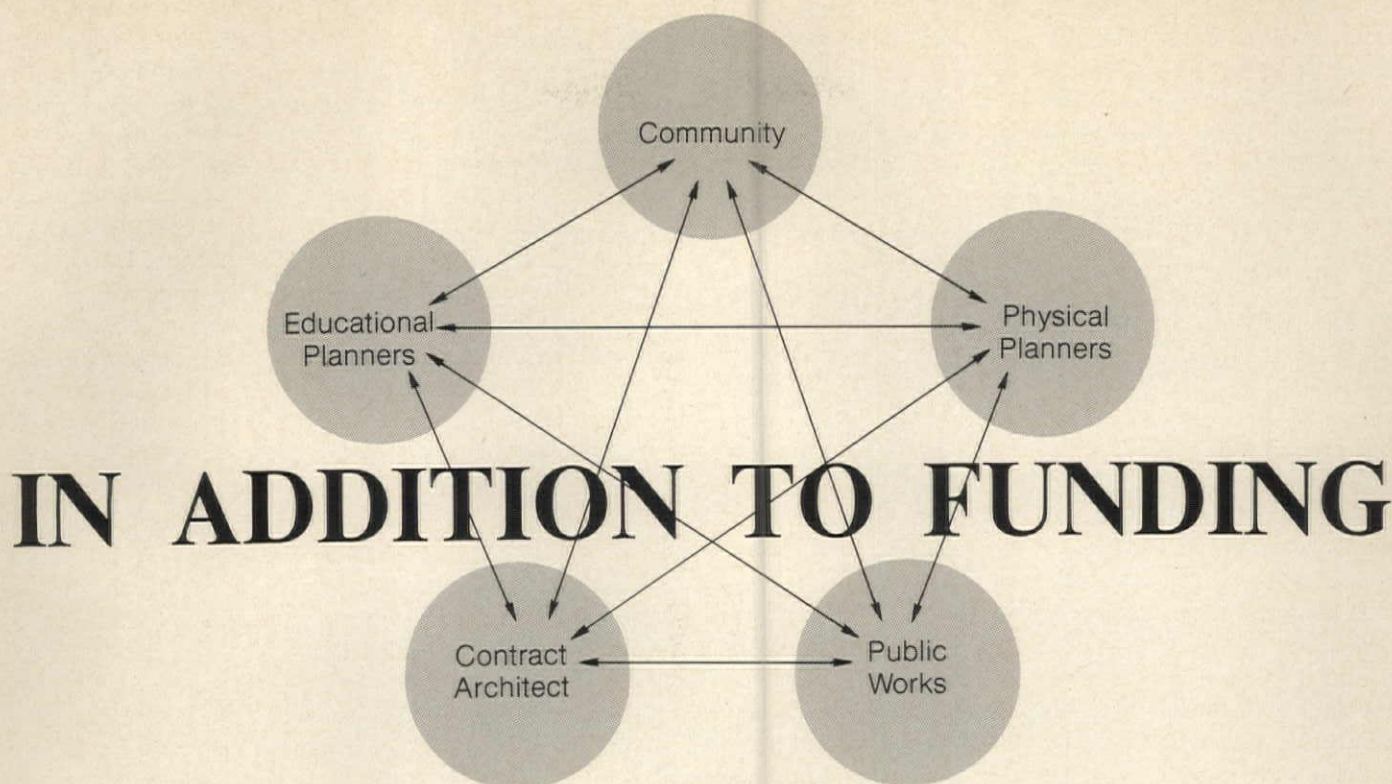 Community
Educational
Planners
Physical
Planners
IN ADDITION TO FUNDING
Contract
Architect
Public
Works